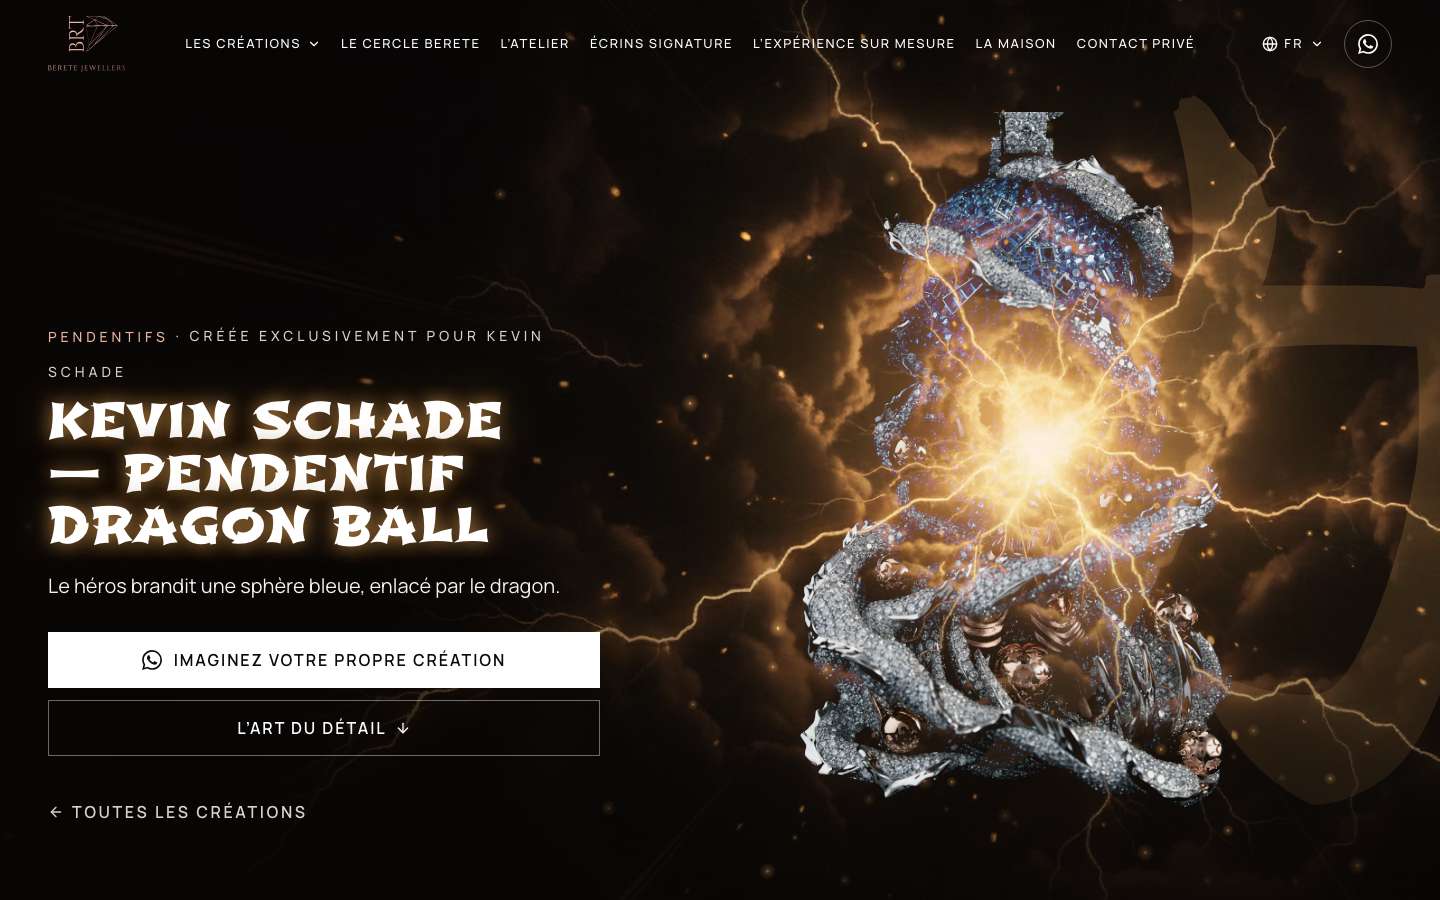 BRT
BERETE JEWELLERS
LES CRÉATIONS
LE CERCLE BERETE
L’ATELIER
ÉCRINS SIGNATURE
L’EXPÉRIENCE SUR MESURE
LA MAISON
CONTACT PRIVÉ
FR
PENDENTIFS · CRÉÉE EXCLUSIVEMENT POUR KEVIN
SCHADE
KEVIN SCHADE
— PENDENTIF
DRAGON BALL
Le héros brandit une sphère bleue, enlacé par le dragon.
IMAGINEZ VOTRE PROPRE CRÉATION
L’ART DU DÉTAIL ↓
← TOUTES LES CRÉATIONS